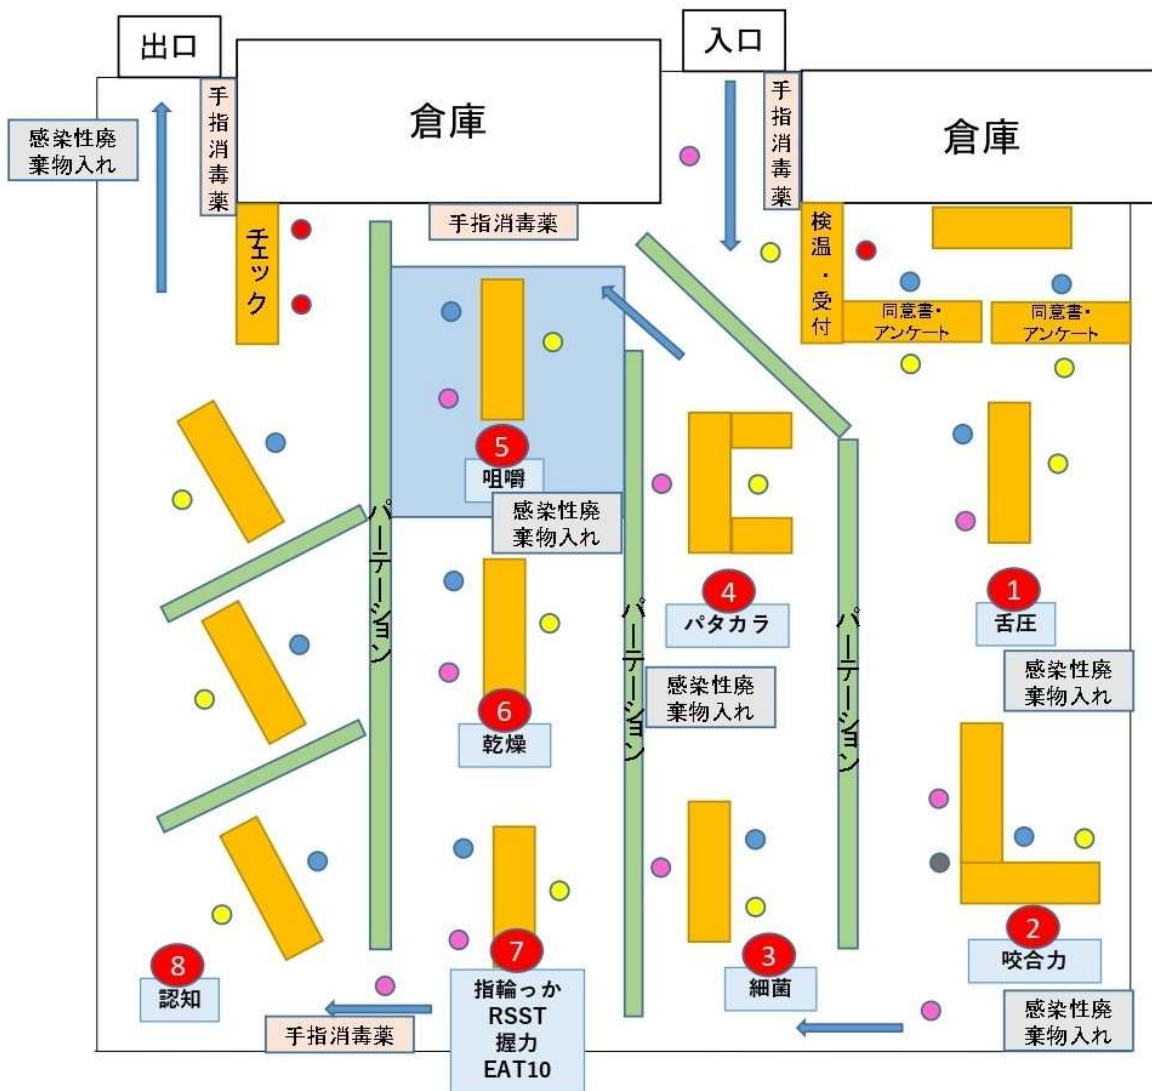 出口
入口
倉庫
倉庫
手指消毒薬
手指消毒薬
感染性廃
棄物入れ
手指消毒薬
チェック
検温・受付
同意書・
アンケート
同意書・
アンケート
5
咀嚼
感染性廃
棄物入れ
パーテーション
パーテーション
パーテーション
4
パタカラ
1
舌圧
感染性廃
棄物入れ
感染性廃
棄物入れ
6
乾燥
2
咬合力
3
細菌
7
指輪っか
RSST
握力
EAT10
8
認知
感染性廃
棄物入れ
手指消毒薬